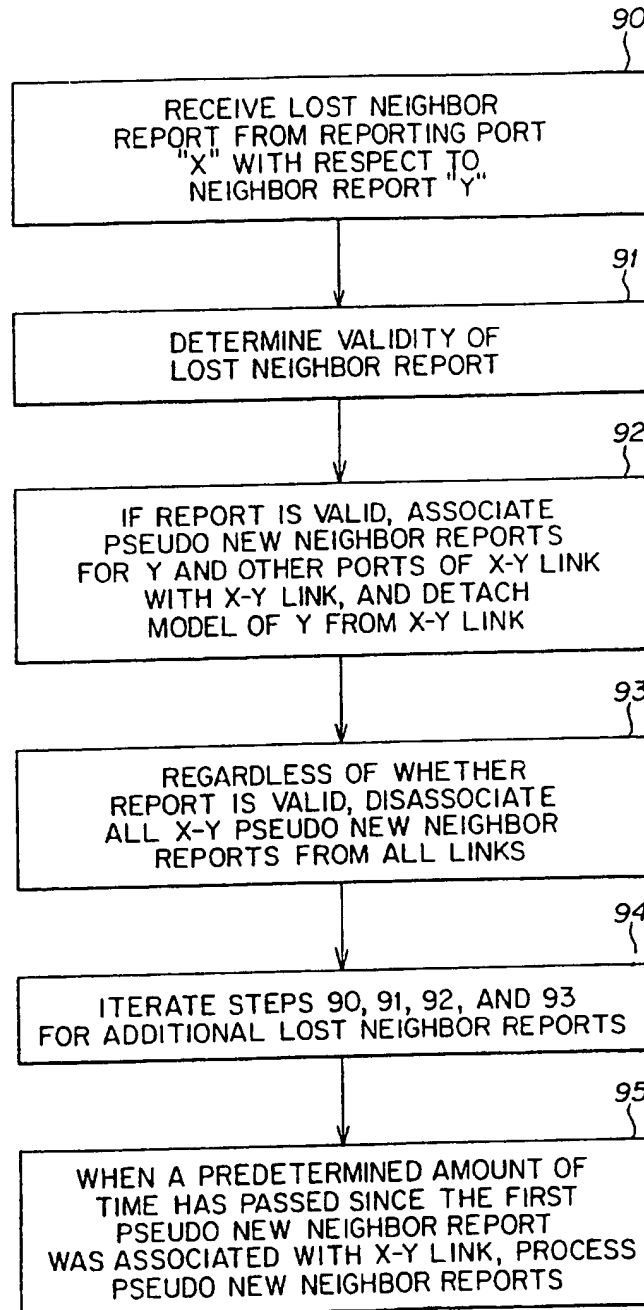 90
RECEIVE LOST NEIGHBOR
REPORT FROM REPORTING PORT
"X" WITH RESPECT TO
NEIGHBOR REPORT "Y"
91
DETERMINE VALIDITY OF
LOST NEIGHBOR REPORT
92
IF REPORT IS VALID, ASSOCIATE
PSEUDO NEW NEIGHBOR REPORTS
FOR Y AND OTHER PORTS OF X-Y LINK
WITH X-Y LINK, AND DETACH
MODEL OF Y FROM X-Y LINK
93
REGARDLESS OF WHETHER
REPORT IS VALID, DISASSOCIATE
ALL X-Y PSEUDO NEW NEIGHBOR
REPORTS FROM ALL LINKS
94
ITERATE STEPS 90, 91, 92, AND 93
FOR ADDITIONAL LOST NEIGHBOR REPORTS
95
WHEN A PREDETERMINED AMOUNT OF
TIME HAS PASSED SINCE THE FIRST
PSEUDO NEW NEIGHBOR REPORT
WAS ASSOCIATED WITH X-Y LINK, PROCESS
PSEUDO NEW NEIGHBOR REPORTS